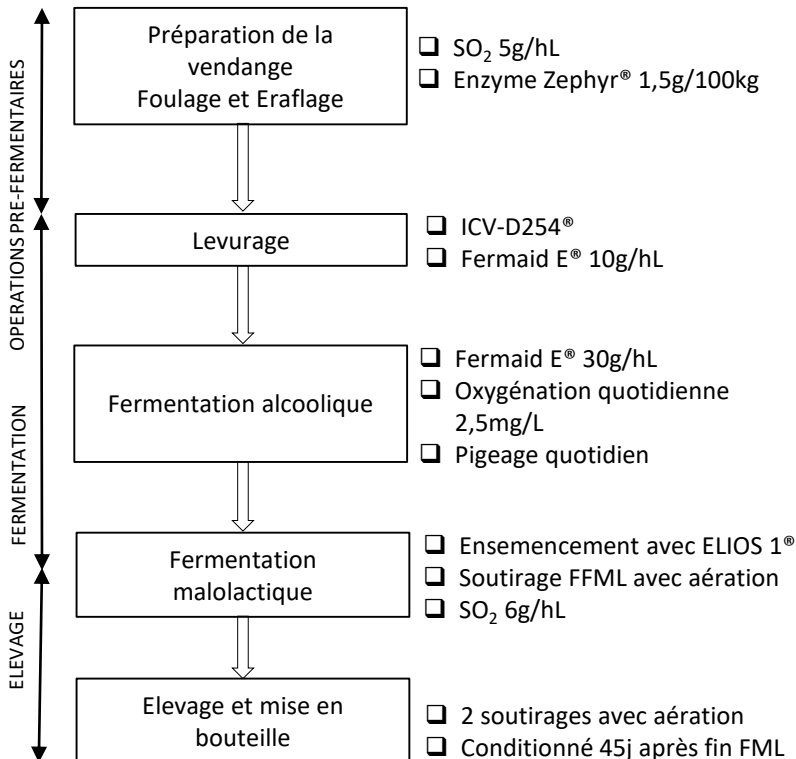 Préparation de la
vendange
Foulage et Eraflage
❑ SO₂ 5g/hL
❑ Enzyme Zephyr® 1,5g/100kg
OPERATIONS PRE-FERMENTAIRES
Levurage
❑ ICV-D254®
❑ Fermaid E® 10g/hL
Fermentation alcoolique
❑ Fermaid E® 30g/hL
❑ Oxygénation quotidienne
2,5mg/L
❑ Pigeage quotidien
FERMENTATION
Fermentation
malolactique
❑ Ensemencement avec ELIOS 1®
❑ Soutirage FFML avec aération
❑ SO₂ 6g/hL
ELEVAGE
Elevage et mise en
bouteille
❑ 2 soutirages avec aération
❑ Conditionné 45j après fin FML